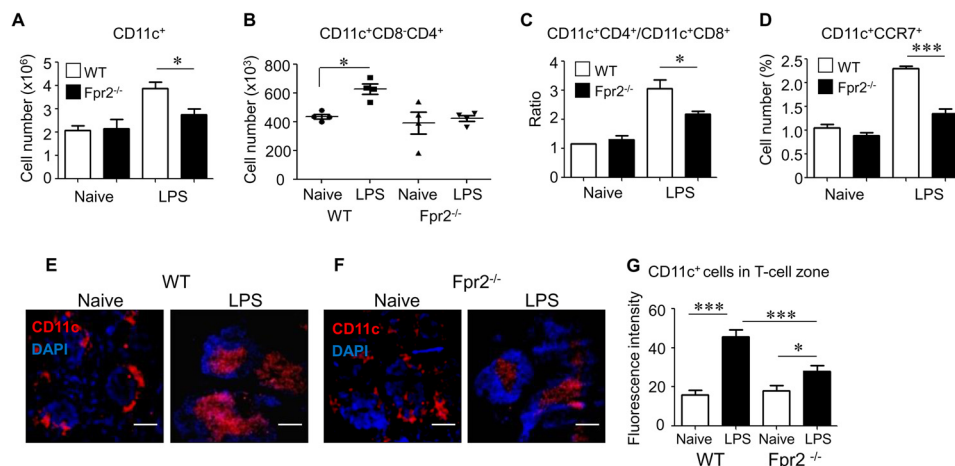 A
CD11c⁺
Cell number (x10⁶)
6
5
4
3
2
1
0
WT
Fpr2⁻/⁻
*
Naive LPS
B
CD11c⁺CD8⁻CD4⁺
Cell number (x10³)
800
600
400
200
0
*
Naive LPS Naive LPS
WT Fpr2⁻/⁻
C
CD11c⁺CD4⁺/CD11c⁺CD8⁺
Ratio
5
4
3
2
1
0
WT
Fpr2⁻/⁻
*
Naive LPS
D
CD11c⁺CCR7⁺
Cell number (%)
2.5
2.0
1.5
1.0
0.5
0
WT
Fpr2⁻/⁻
***
Naive LPS
E
WT
Naive LPS
CD11c
DAPI
F
Fpr2⁻/⁻
Naive LPS
CD11c
DAPI
G CD11c⁺ cells in T-cell zone
Fluorescence intensity
60
40
20
0
***
***
*
Naive LPS Naive LPS
WT Fpr2 ⁻/⁻